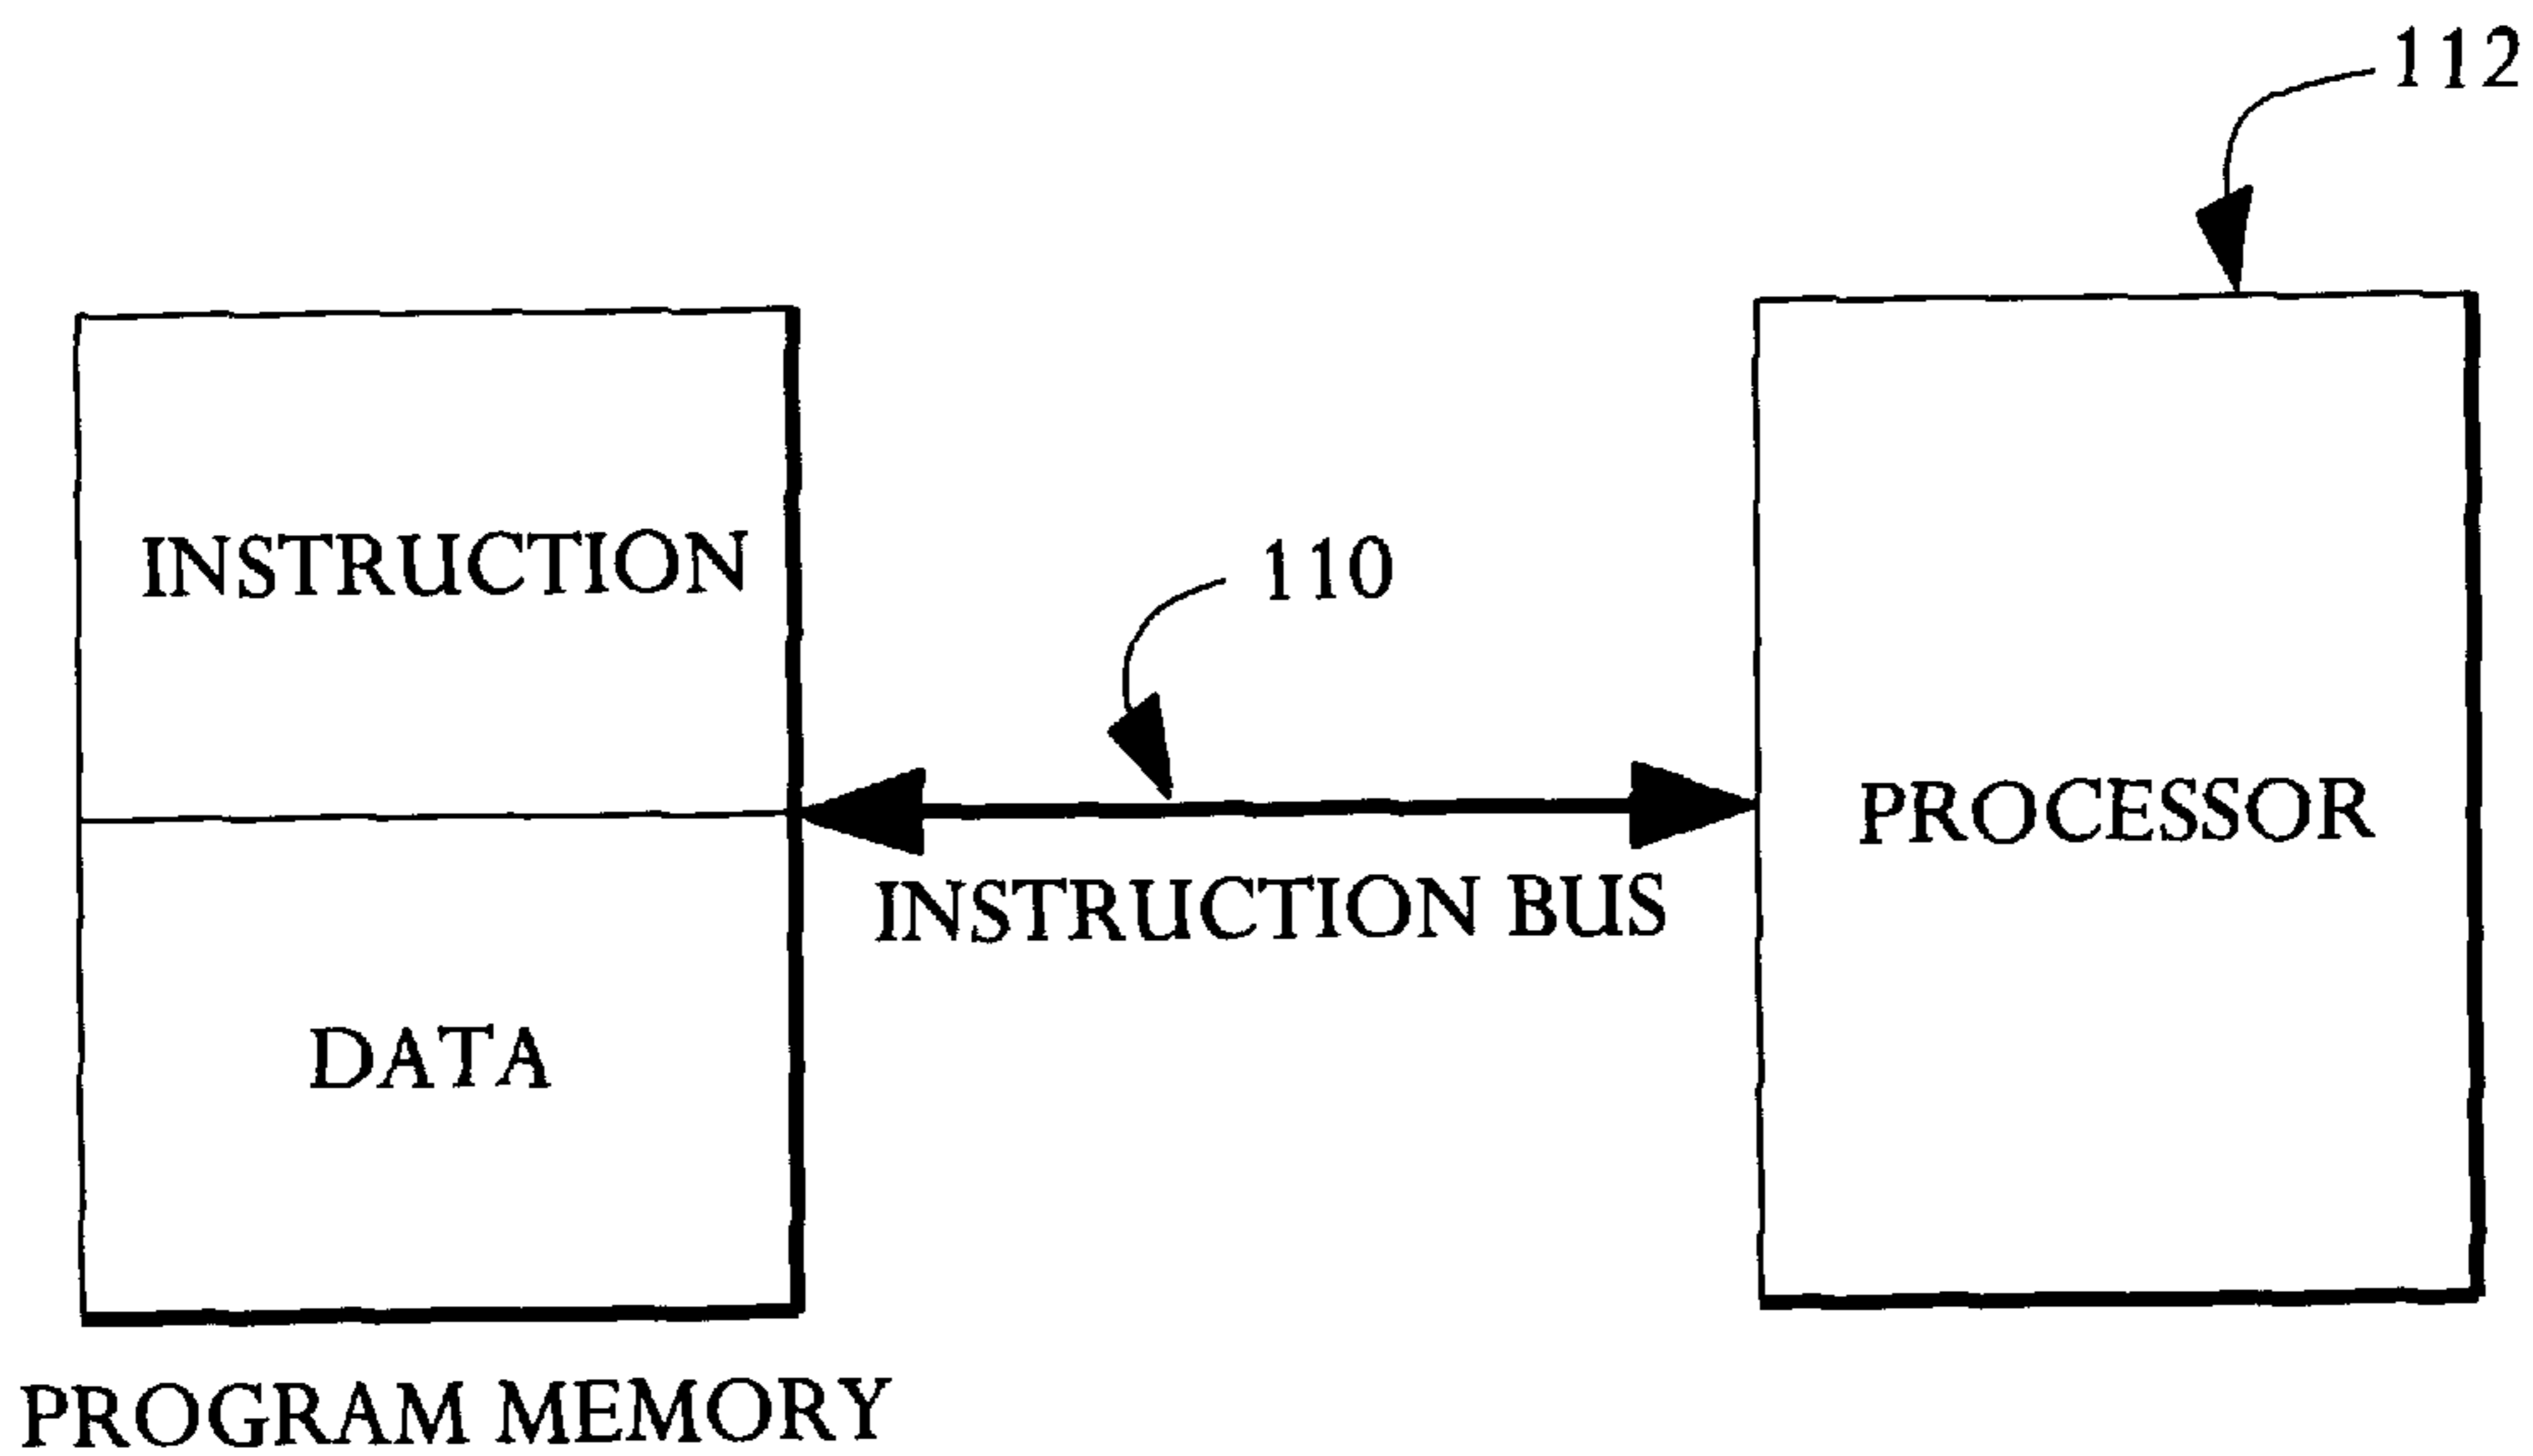 112
INSTRUCTION
110
PROCESSOR
INSTRUCTION BUS
DATA
PROGRAM MEMORY